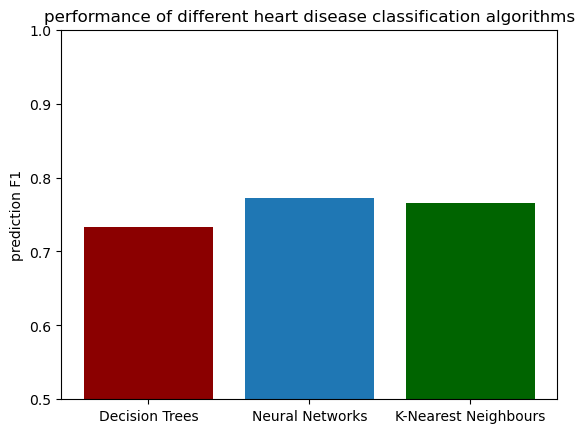 performance of different heart disease classification algorithms
prediction F1
1.0
0.9
0.8
0.7
0.6
0.5
Decision Trees
Neural Networks
K-Nearest Neighbours